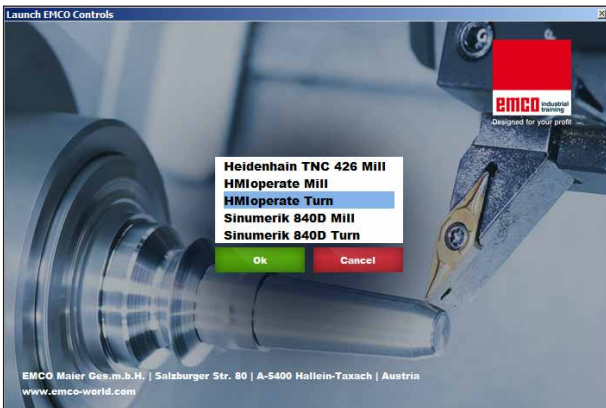 Launch EMCO Controls
emco industrial
training
Designed for your profit
Heidenhain TNC 426 Mill
HMIoperate Mill
HMIoperate Turn
Sinumerik 840D Mill
Sinumerik 840D Turn
Ok Cancel
EMCO Maier Ges.m.b.H. | Salzburger Str. 80 | A-5400 Hallein-Taxach | Austria
www.emco-world.com